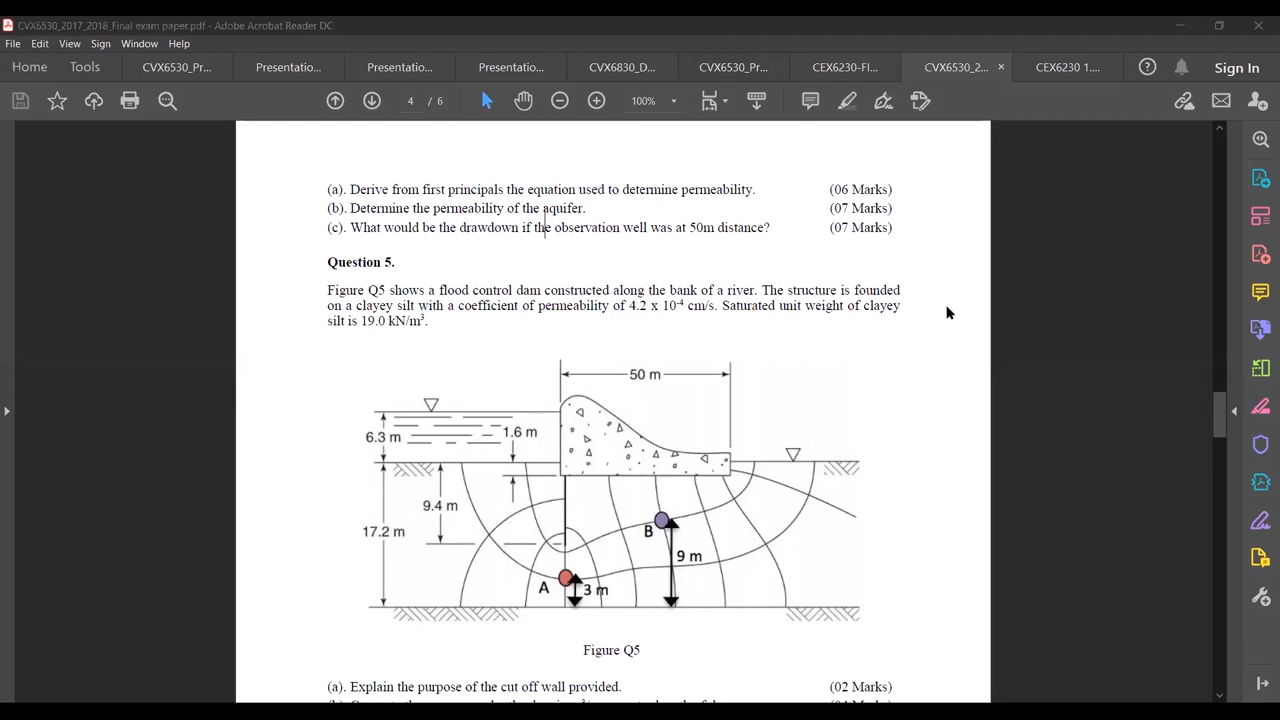 CVX6530_2017_2018_Final exam paper.pdf - Adobe Acrobat Reader DC
File Edit View Sign Window Help
Home Tools CVX6530_Pr... Presentatio... Presentatio... Presentatio... CVX6830_D... CVX6530_Pr... CEX6230-FI... CVX6530_2... × CEX6230 1.... Sign In
4 / 6 100%
(a). Derive from first principals the equation used to determine permeability. (06 Marks)
(b). Determine the permeability of the aquifer. (07 Marks)
(c). What would be the drawdown if the observation well was at 50m distance? (07 Marks)
Question 5.
Figure Q5 shows a flood control dam constructed along the bank of a river. The structure is founded
on a clayey silt with a coefficient of permeability of 4.2 x 10⁻⁴ cm/s. Saturated unit weight of clayey
silt is 19.0 kN/m³.
50 m
6.3 m
1.6 m
9.4 m
17.2 m
B
9 m
A
3 m
Figure Q5
(a). Explain the purpose of the cut off wall provided. (02 Marks)